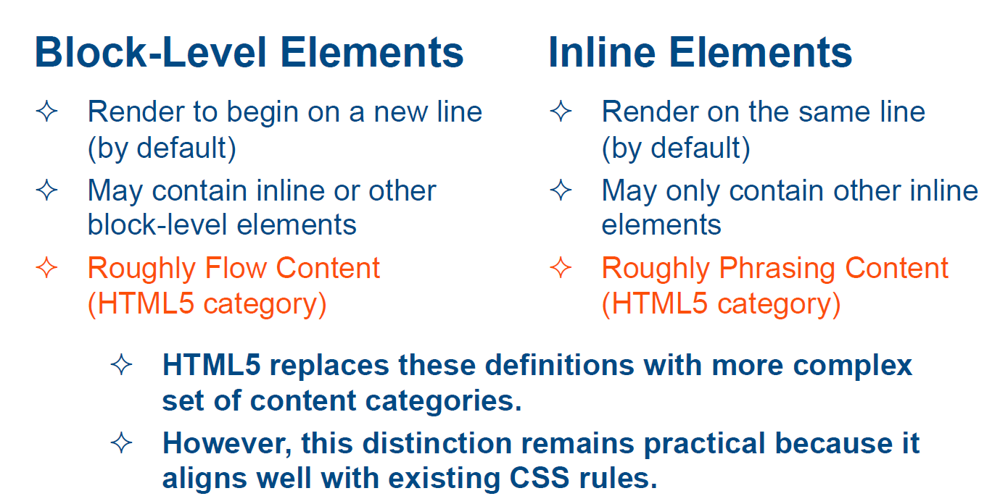 Block-Level Elements
✧ Render to begin on a new line
(by default)
✧ May contain inline or other
block-level elements
✧ Roughly Flow Content
(HTML5 category)
Inline Elements
✧ Render on the same line
(by default)
✧ May only contain other inline
elements
✧ Roughly Phrasing Content
(HTML5 category)
✧ HTML5 replaces these definitions with more complex
set of content categories.
✧ However, this distinction remains practical because it
aligns well with existing CSS rules.